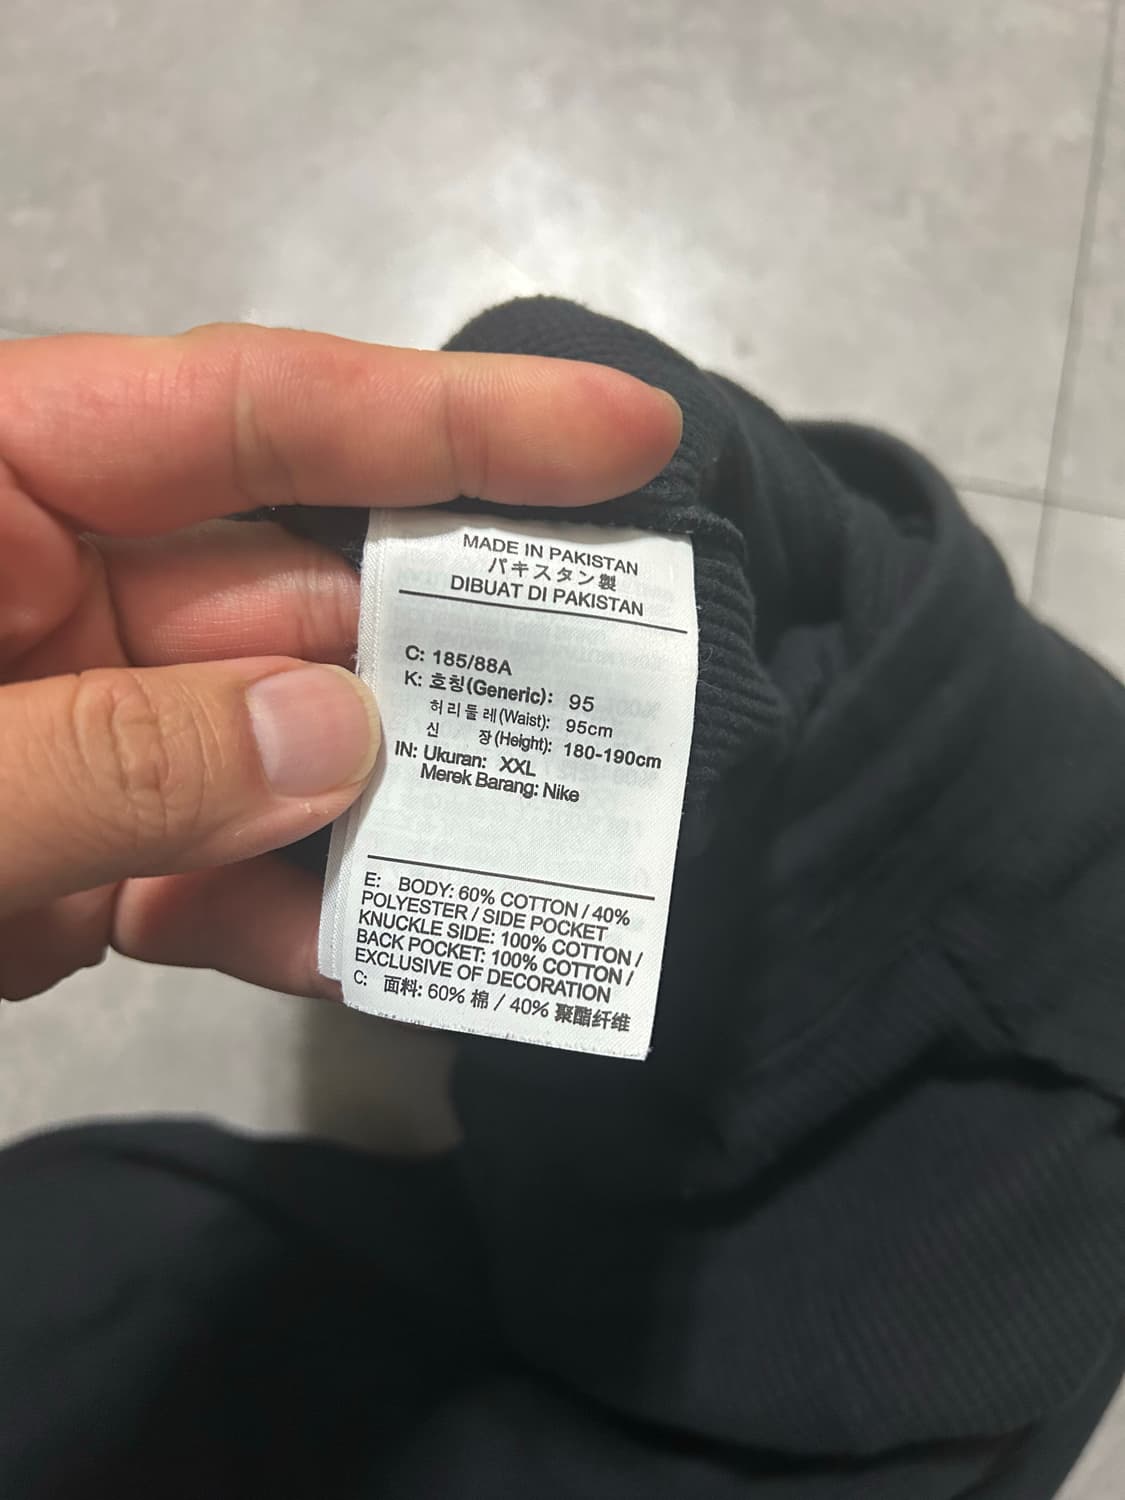 MADE IN PAKISTAN
パキスタン製
DIBUAT DI PAKISTAN
C: 185/88A
K: 호칭(Generic): 95
허리둘레(Waist): 95cm
신 장(Height): 180-190cm
IN: Ukuran: XXL
Merek Barang: Nike
E: BODY: 60% COTTON / 40%
POLYESTER / SIDE POCKET
KNUCKLE SIDE: 100% COTTON /
BACK POCKET: 100% COTTON /
EXCLUSIVE OF DECORATION
C: 面料: 60% 棉 / 40% 聚酯纤维